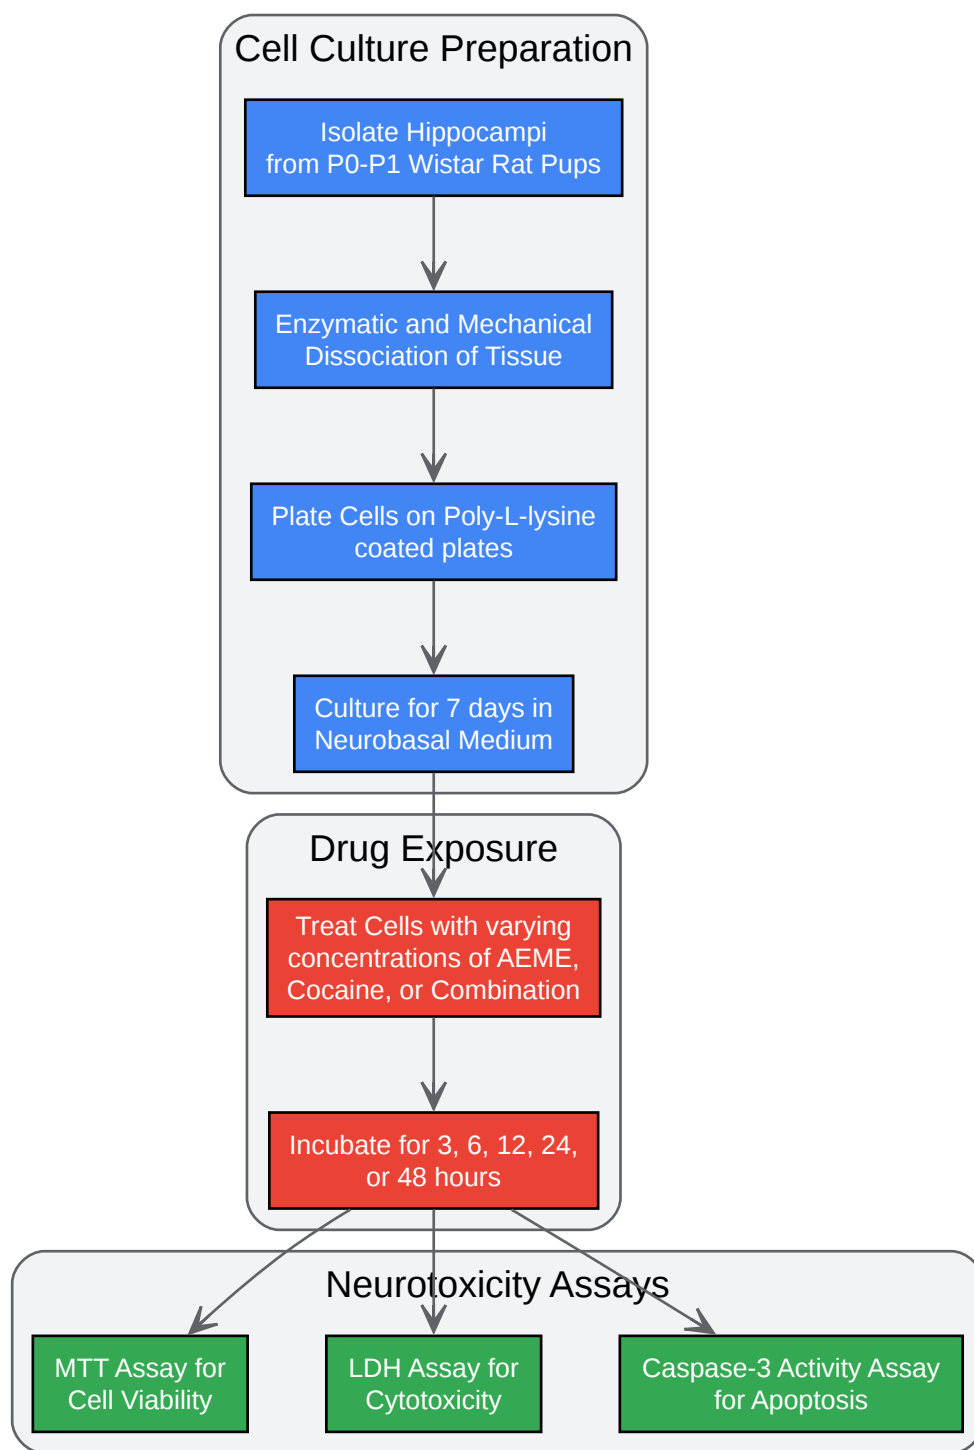 Cell Culture Preparation
Isolate Hippocampi
from P0-P1 Wistar Rat Pups
Enzymatic and Mechanical
Dissociation of Tissue
Plate Cells on Poly-L-lysine
coated plates
Culture for 7 days in
Neurobasal Medium
Drug Exposure
Treat Cells with varying
concentrations of AEME,
Cocaine, or Combination
Incubate for 3, 6, 12, 24,
or 48 hours
Neurotoxicity Assays
MTT Assay for
Cell Viability
LDH Assay for
Cytotoxicity
Caspase-3 Activity Assay
for Apoptosis